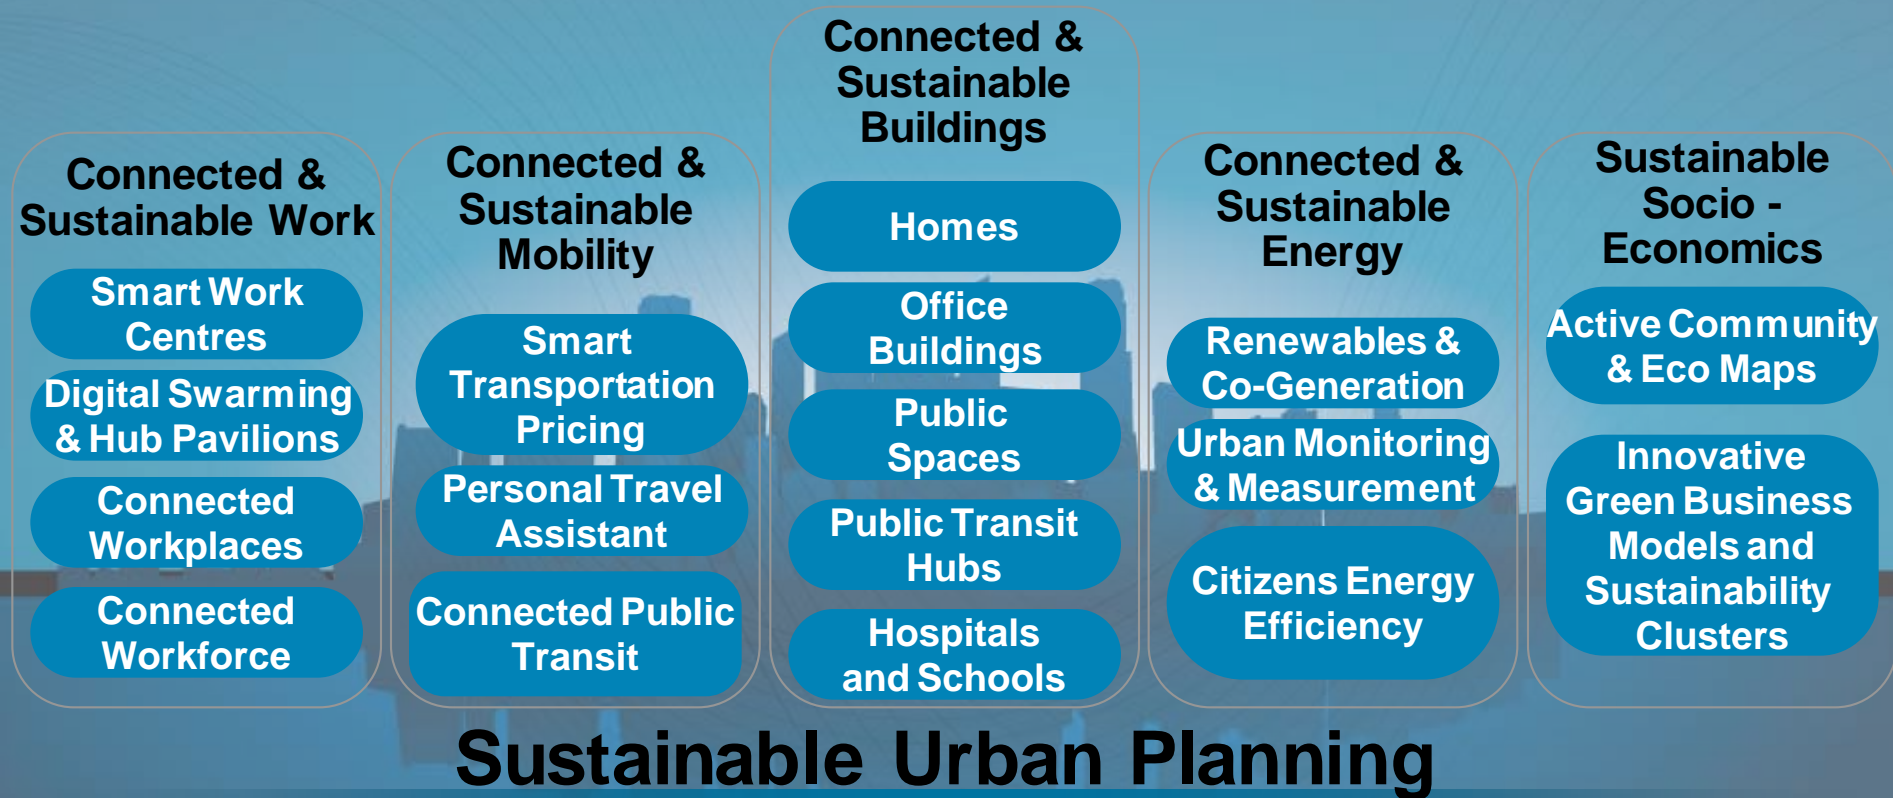 Connected &
Sustainable Work
Smart Work
Centres
Digital Swarming
& Hub Pavilions
Connected
Workplaces
Connected
Workforce
Connected &
Sustainable
Mobility
Smart
Transportation
Pricing
Personal Travel
Assistant
Connected Public
Transit
Connected &
Sustainable
Buildings
Homes
Office
Buildings
Public
Spaces
Public Transit
Hubs
Hospitals
and Schools
Connected &
Sustainable
Energy
Renewables &
Co-Generation
Urban Monitoring
& Measurement
Citizens Energy
Efficiency
Sustainable
Socio -
Economics
Active Community
& Eco Maps
Innovative
Green Business
Models and
Sustainability
Clusters
Sustainable Urban Planning